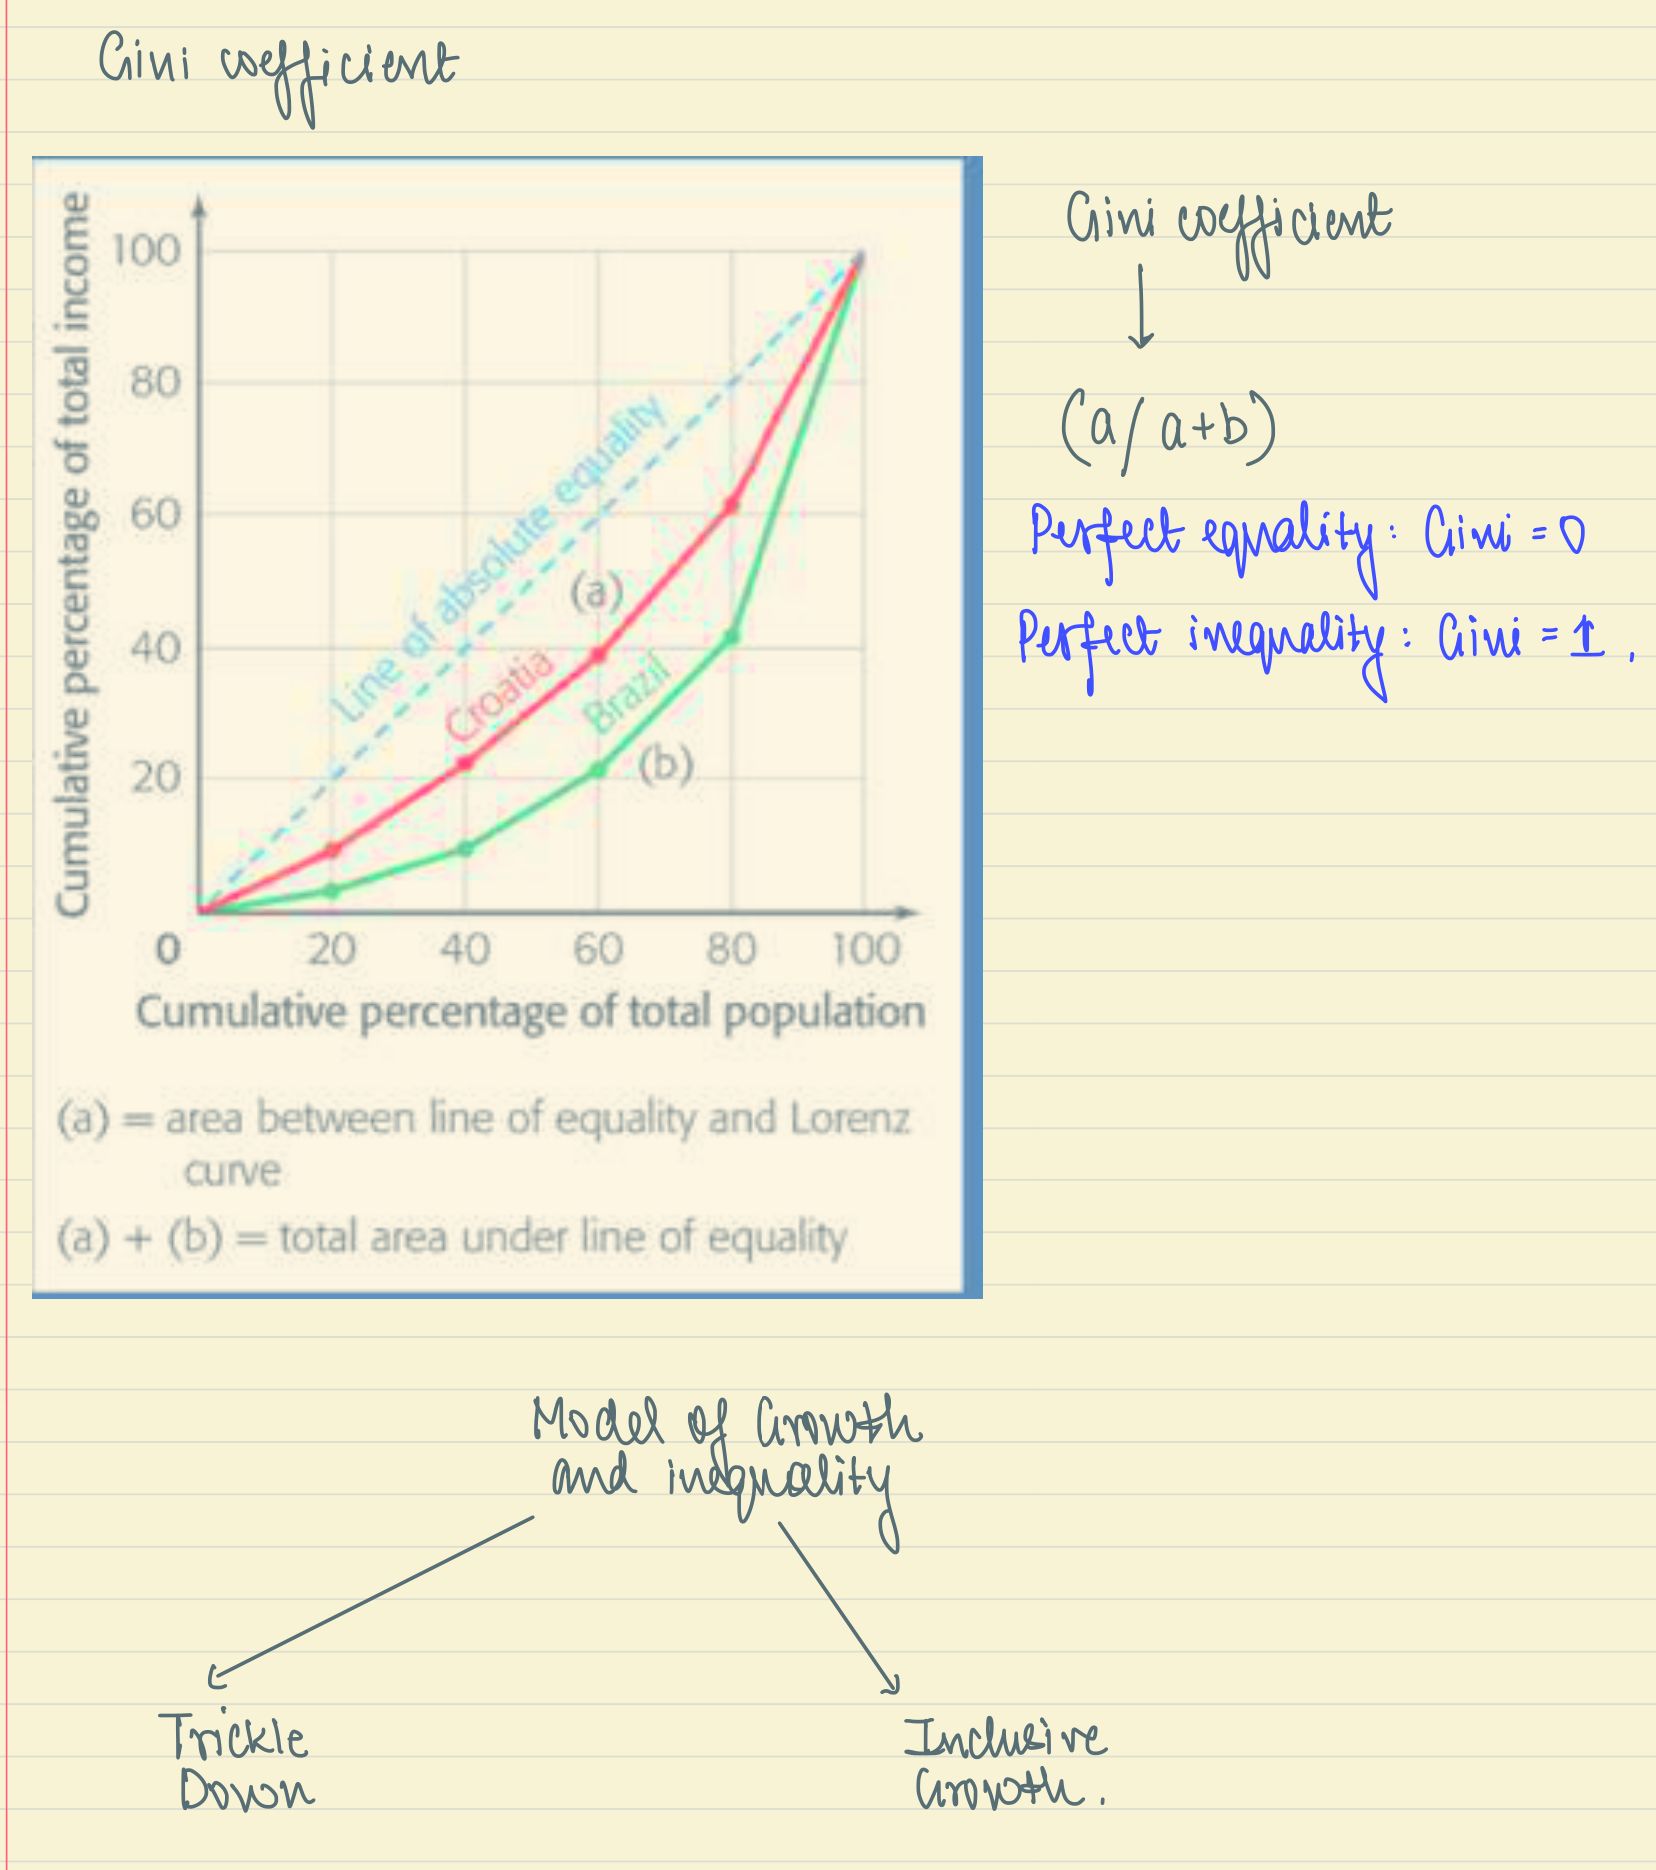 Gini coefficient
Cumulative percentage of total income
100
80
60
40
20
0
20 40 60 80 100
Line of absolute equality
Croatia
(a)
Brazil
(b)
Cumulative percentage of total population
(a) = area between line of equality and Lorenz
curve
(a) + (b) = total area under line of equality
Gini coefficient
(a/a+b)
Perfect equality: Gini = 0
Perfect inequality: Gini = 1.
Model of Growth
and inequality
Trickle
Down
Inclusive
Growth.